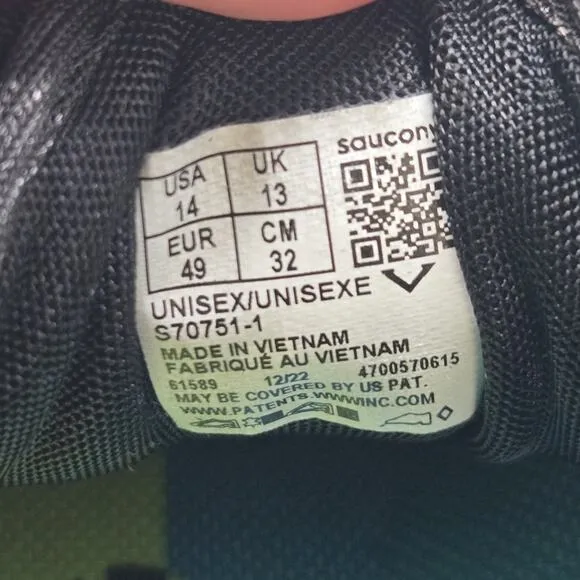 saucony
USA UK
14 13
EUR CM
49 32
UNISEX/UNISEXE
S70751-1
MADE IN VIETNAM
FABRIQUÉ AU VIETNAM
61589 12/22 4700570615
MAY BE COVERED BY US PAT.
WWW.PATENTS.WWWINC.COM